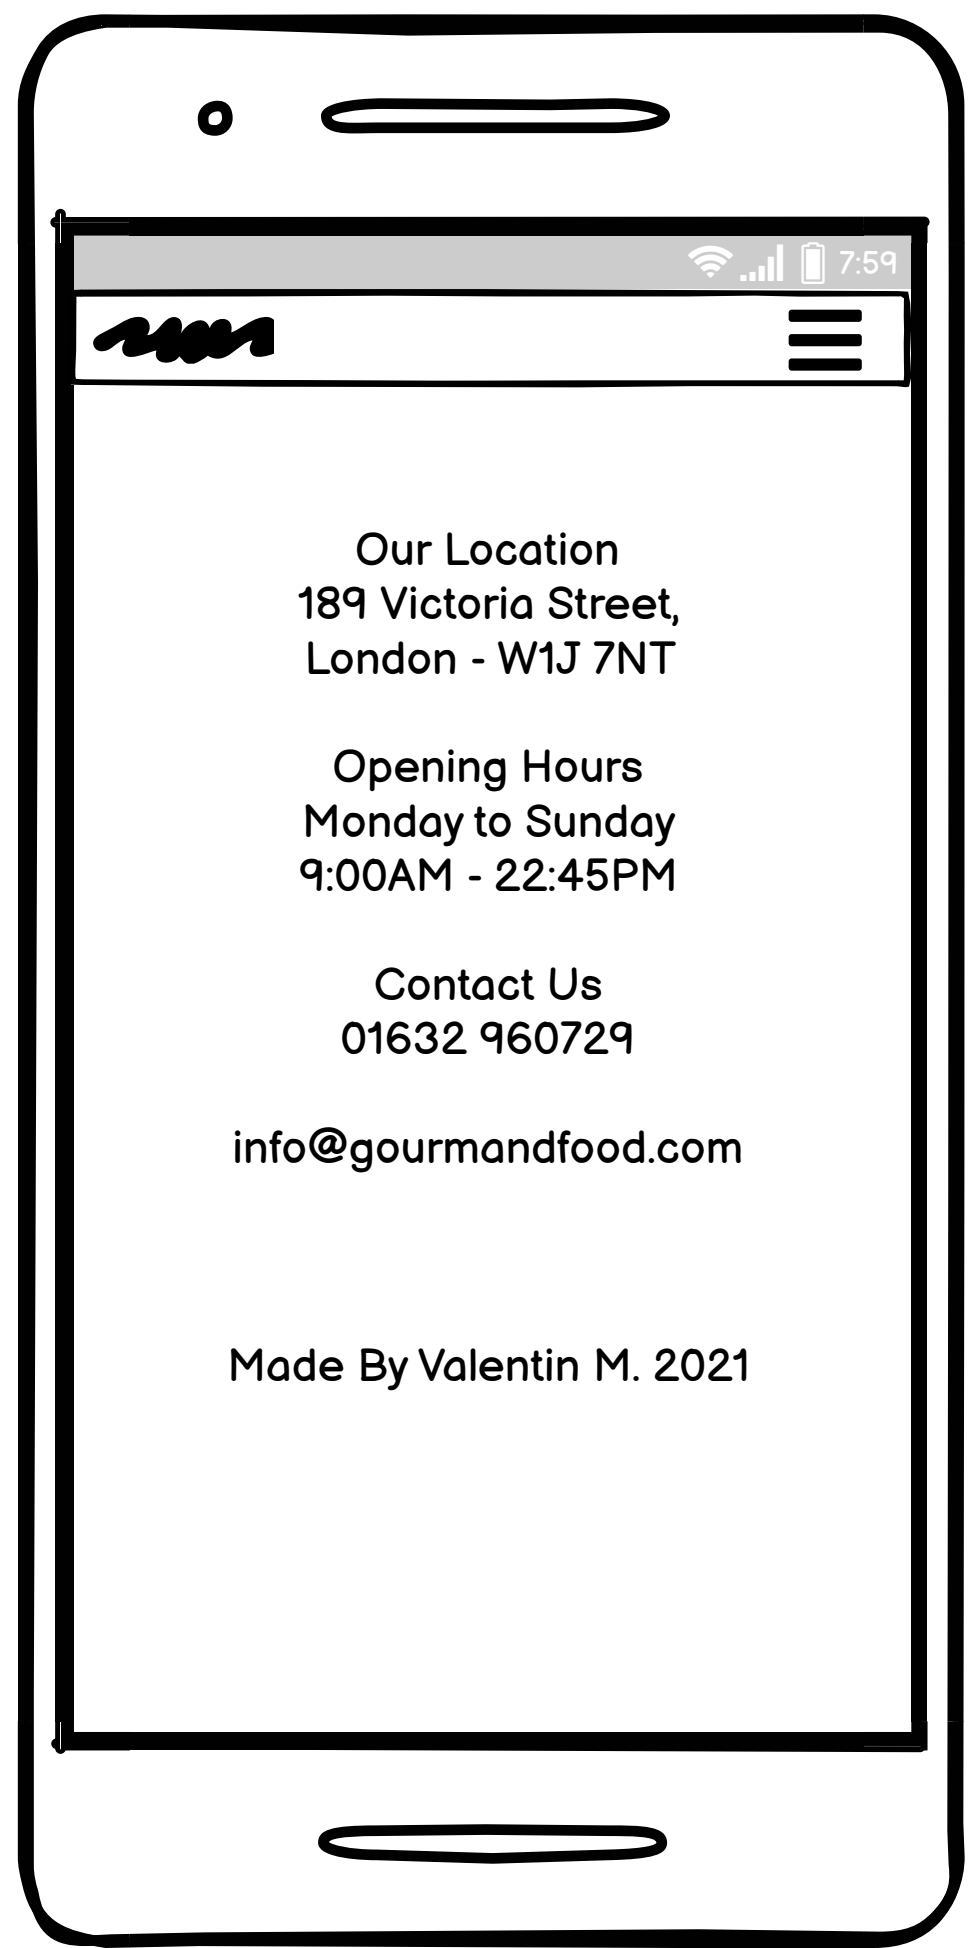 7:59
Our Location
189 Victoria Street,
London - W1J 7NT
Opening Hours
Monday to Sunday
9:00AM - 22:45PM
Contact Us
01632 960729
info@gourmandfood.com
Made By Valentin M. 2021